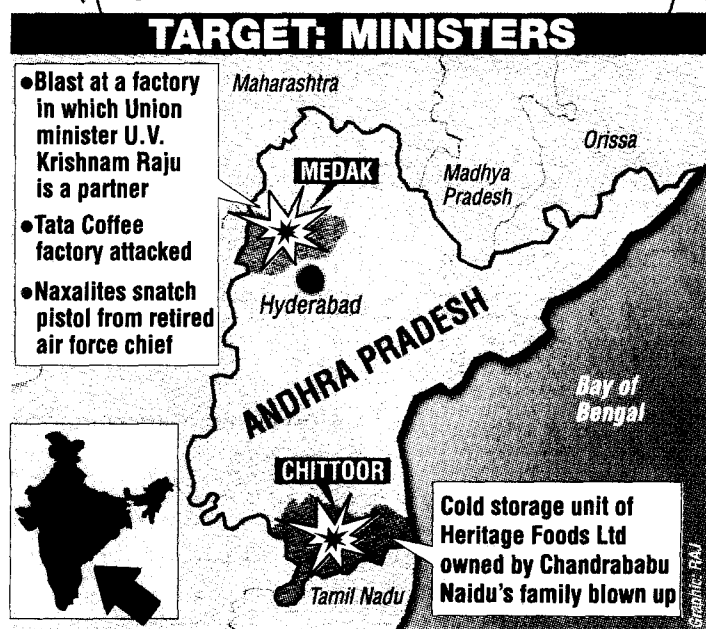 TARGET: MINISTERS
●Blast at a factory
in which Union
minister U.V.
Krishnam Raju
is a partner
●Tata Coffee
factory attacked
●Naxalites snatch
pistol from retired
air force chief
Maharashtra
Orissa
MEDAK
Madhya
Pradesh
Hyderabad
ANDHRA PRADESH
Bay of
Bengal
CHITTOOR
Cold storage unit of
Heritage Foods Ltd
owned by Chandrababu
Naidu's family blown up
Tamil Nadu
Graphic: RAJ